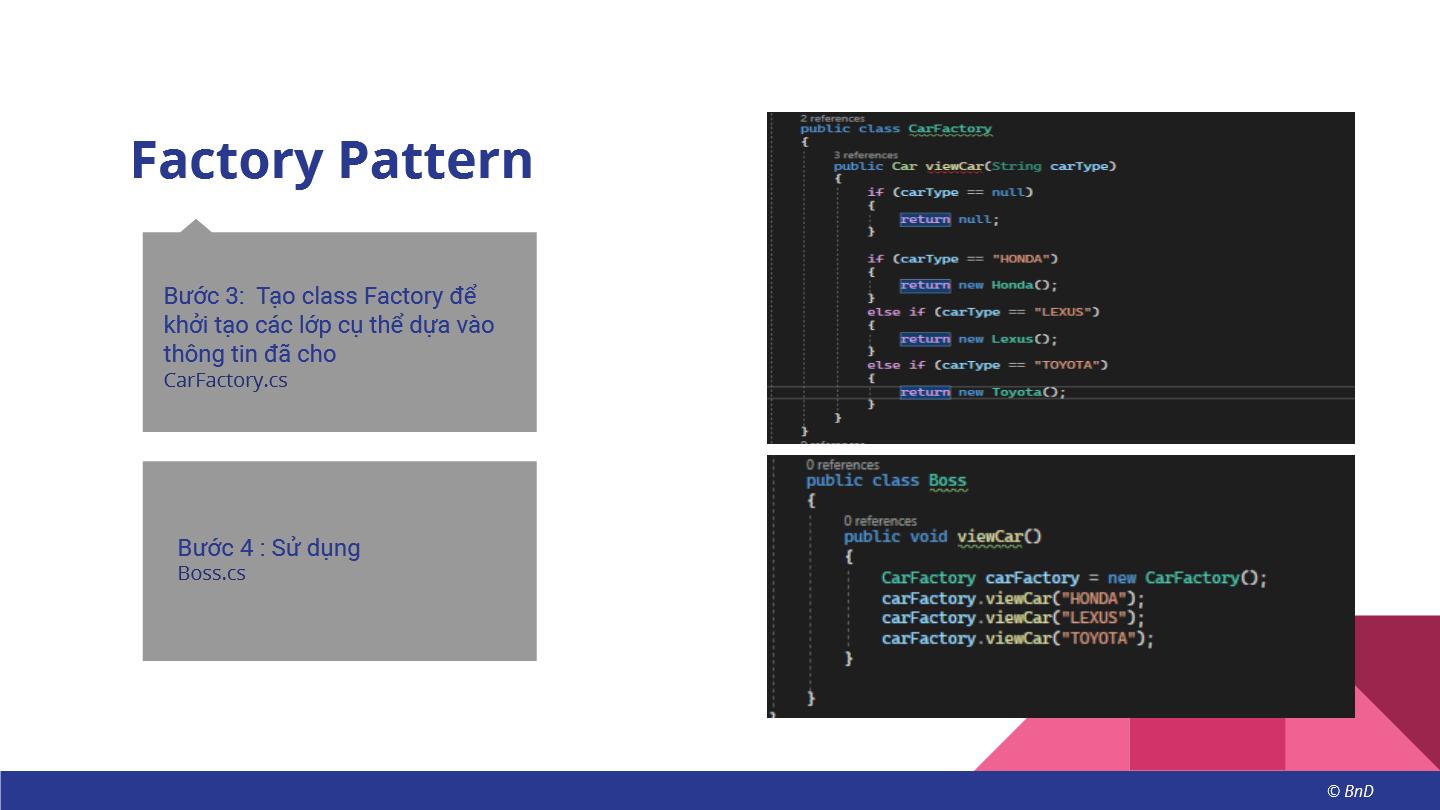 Factory Pattern
Bước 3:  Tạo class Factory để
khởi tạo các lớp cụ thể dựa vào
thông tin đã cho
CarFactory.cs
Bước 4 : Sử dụng
Boss.cs
2 references
public class CarFactory
{
3 references
public Car viewCar(String carType)
{
if (carType == null)
{
return null;
}
if (carType == "HONDA")
{
return new Honda();
}
else if (carType == "LEXUS")
{
return new Lexus();
}
else if (carType == "TOYOTA")
{
return new Toyota();
}
}
}
0 references
public class Boss
{
0 references
public void viewCar()
{
CarFactory carFactory = new CarFactory();
carFactory.viewCar("HONDA");
carFactory.viewCar("LEXUS");
carFactory.viewCar("TOYOTA");
}
}
© BnD